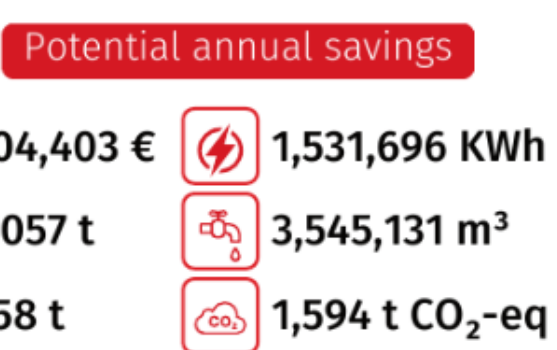 Potential annual savings
04,403 € 1,531,696 KWh
057 t 3,545,131 m³
58 t CO₂ 1,594 t CO₂-eq